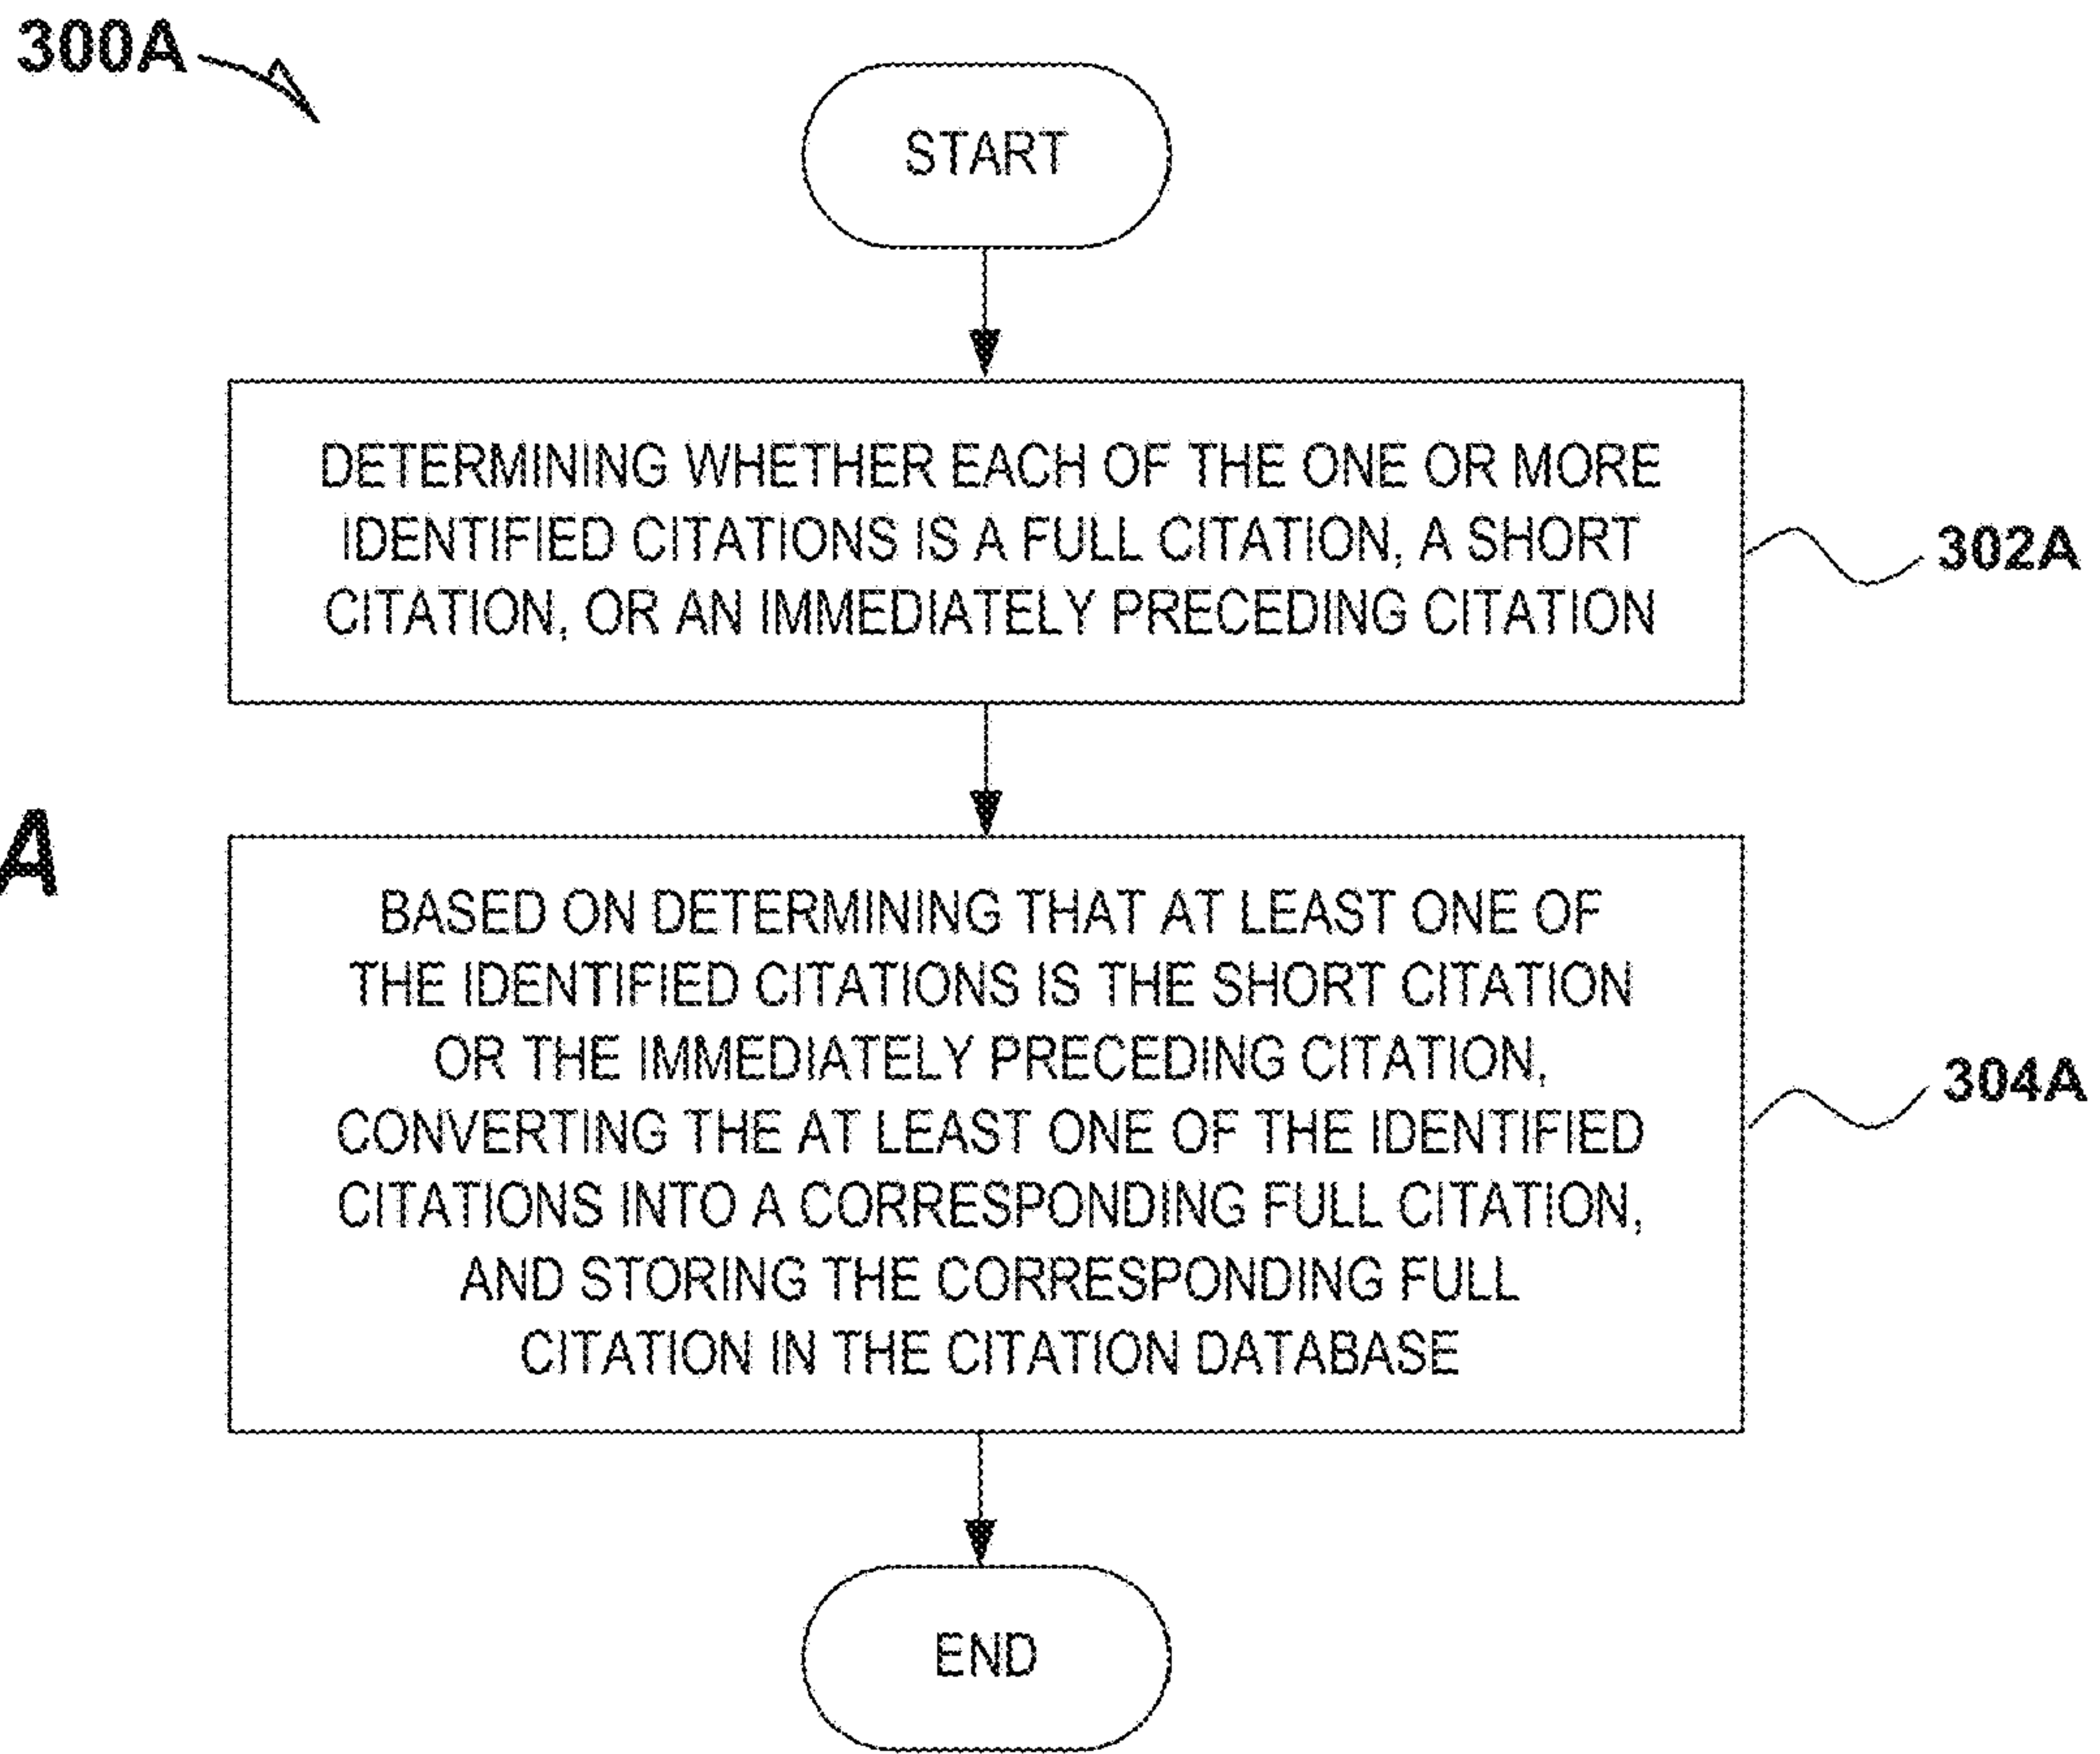 300A
START
DETERMINING WHETHER EACH OF THE ONE OR MORE
IDENTIFIED CITATIONS IS A FULL CITATION, A SHORT
CITATION, OR AN IMMEDIATELY PRECEDING CITATION
302A
A
BASED ON DETERMINING THAT AT LEAST ONE OF
THE IDENTIFIED CITATIONS IS THE SHORT CITATION
OR THE IMMEDIATELY PRECEDING CITATION,
CONVERTING THE AT LEAST ONE OF THE IDENTIFIED
CITATIONS INTO A CORRESPONDING FULL CITATION,
AND STORING THE CORRESPONDING FULL
CITATION IN THE CITATION DATABASE
304A
END